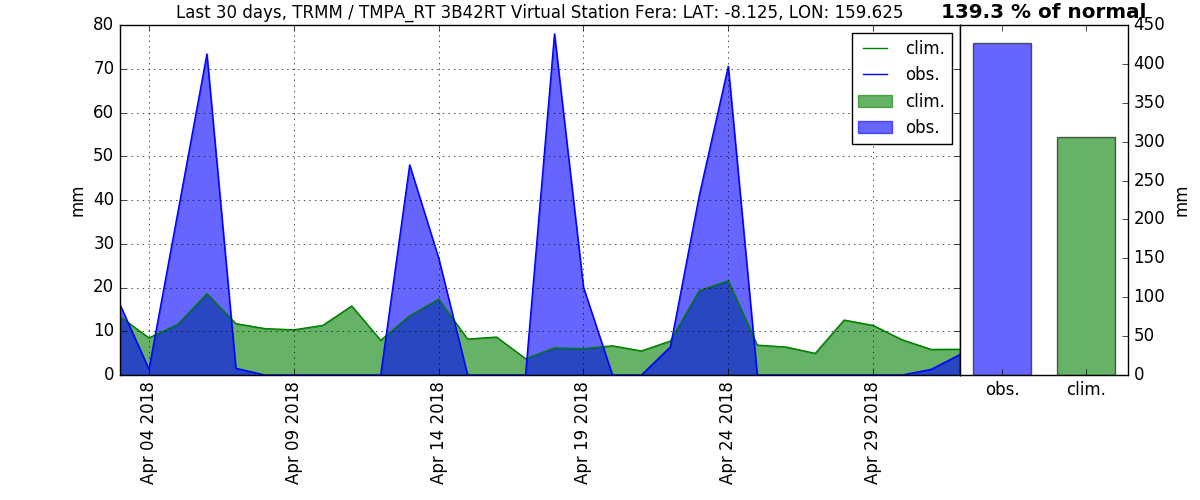 Last 30 days, TRMM / TMPA_RT 3B42RT Virtual Station Fera: LAT: -8.125, LON: 159.625
139.3 % of normal
80
70
60
50
40
30
20
10
0
mm
clim.
obs.
clim.
obs.
450
400
350
300
250
200
150
100
50
0
mm
obs.
clim.
Apr 04 2018
Apr 09 2018
Apr 14 2018
Apr 19 2018
Apr 24 2018
Apr 29 2018